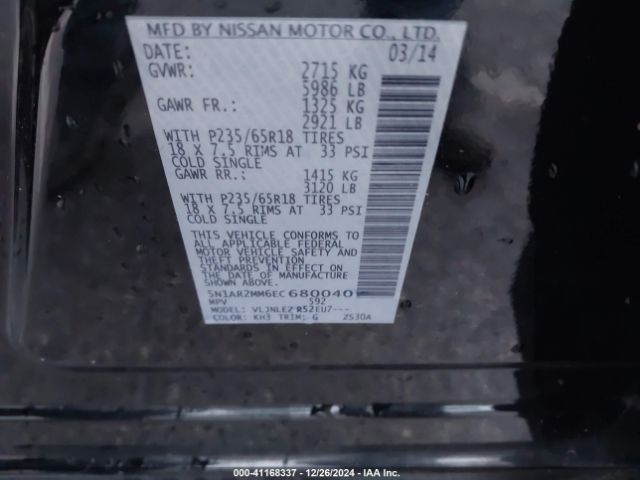 MFD BY NISSAN MOTOR CO., LTD.
DATE: 03/14
GVWR: 2715 KG
5986 LB
GAWR FR.: 1325 KG
2921 LB
WITH P235/65R18 TIRES
18 X 7.5 RIMS AT 33 PSI
COLD SINGLE
GAWR RR.: 1415 KG
3120 LB
WITH P235/65R18 TIRES
18 X 7.5 RIMS AT 33 PSI
COLD SINGLE
THIS VEHICLE CONFORMS TO
ALL APPLICABLE FEDERAL
MOTOR VEHICLE SAFETY AND
THEFT PREVENTION STANDARDS
IN EFFECT ON THE
DATE OF MANUFACTURE
SHOWN ABOVE.
5N1AR2MM6EC680040
MPV 592
MODEL: VLJNLEZ R52EU7---
COLOR: KH3 TRIM: G ZS30A
000-41168337 - 12/26/2024 - IAA Inc.